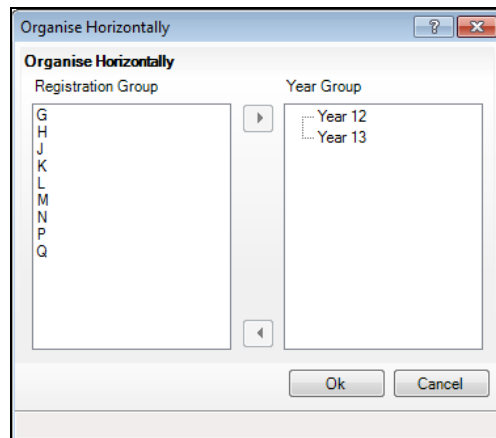 Organise Horizontally
?
Organise Horizontally
Registration Group
Year Group
G
H
J
K
L
M
N
P
Q
Year 12
Year 13
Ok
Cancel